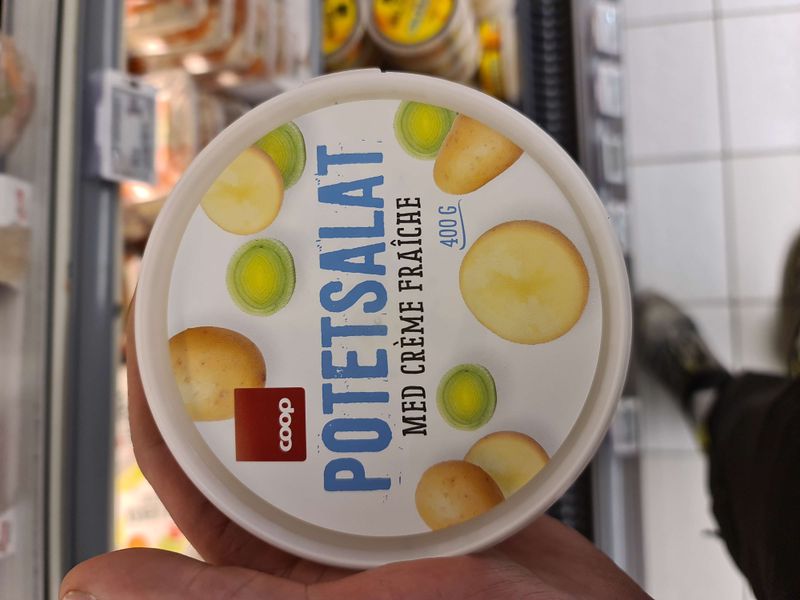 POTETSALAT
MED CRÈME FRAÎCHE
400 G
coop